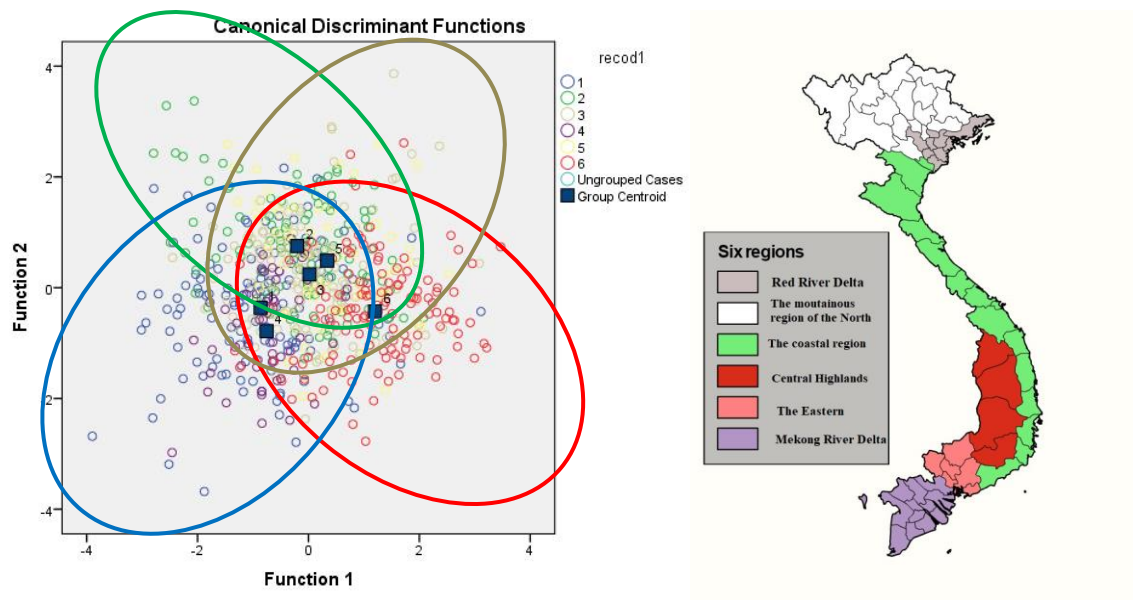 Canonical Discriminant Functions
recod1
1
2
3
4
5
6
Ungrouped Cases
Group Centroid
4
2
0
2
-4
-4
-2
0
2
4
Function 2
Function 1
2
5
3
6
4
Six regions
Red River Delta
The moutainous
region of the North
The coastal region
Central Highlands
The Eastern
Mekong River Delta